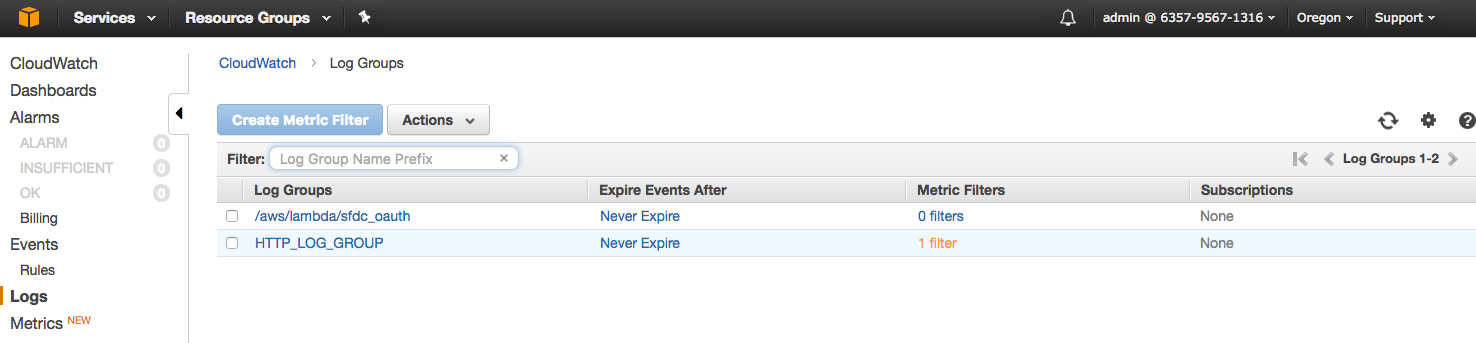 Services Resource Groups admin @ 6357-9567-1316 Oregon Support
CloudWatch
Dashboards
Alarms
ALARM 0
INSUFFICIENT 0
OK 0
Billing
Events
Rules
Logs
Metrics NEW
CloudWatch > Log Groups
Create Metric Filter Actions
Filter: Log Group Name Prefix × Log Groups 1-2
Log Groups Expire Events After Metric Filters Subscriptions
/aws/lambda/sfdc_oauth Never Expire 0 filters None
HTTP_LOG_GROUP Never Expire 1 filter None